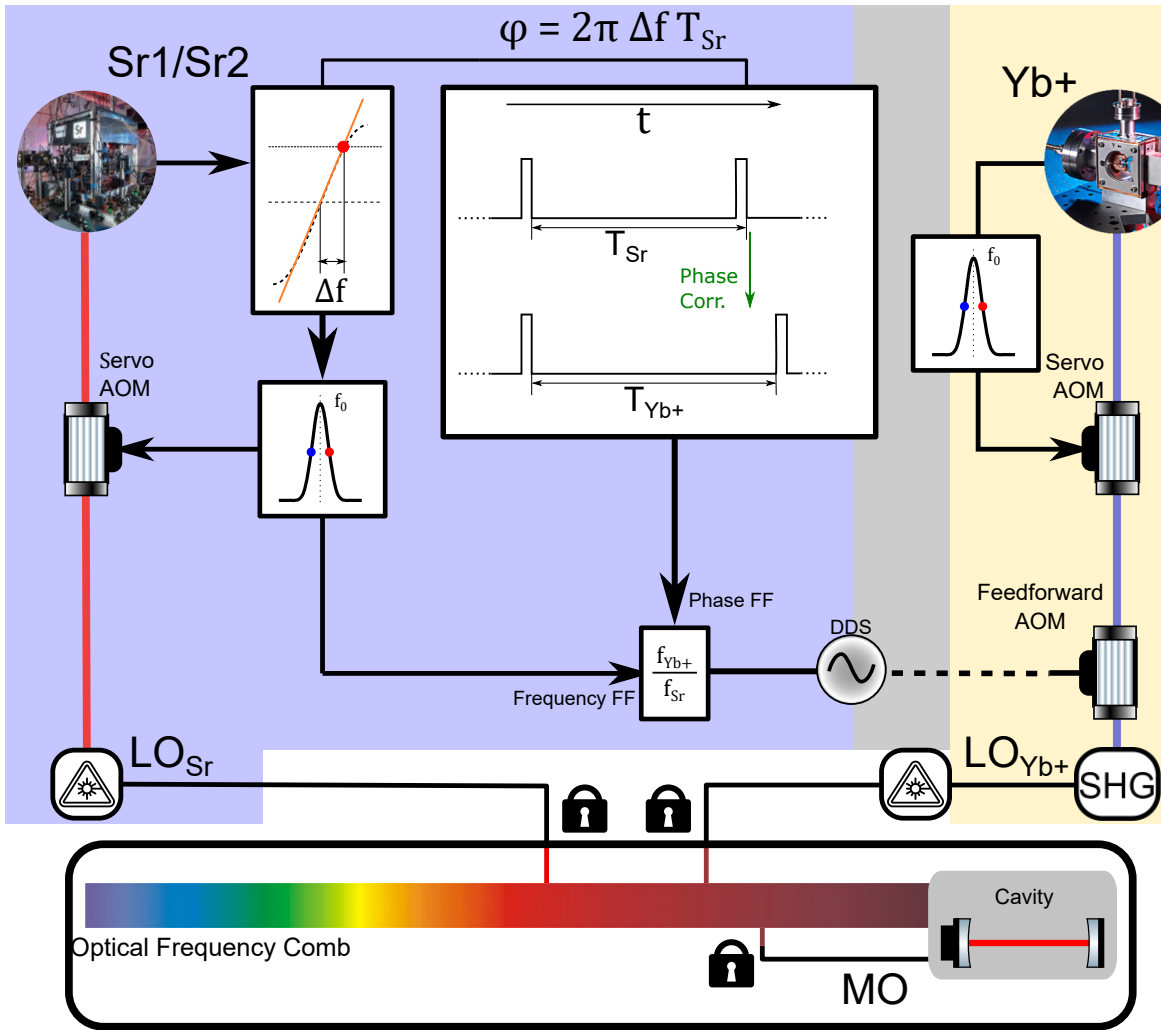 φ = 2π Δf T_Sr
Sr1/Sr2
Yb+
Sr
t
T_Sr
Δf
Phase
Corr.
f₀
T_Yb+
Servo
AOM
f₀
Servo
AOM
Feedforward
AOM
Phase FF
DDS
f_Yb+
f_Sr
Frequency FF
LO_Sr
LO_Yb+
SHG
Cavity
Optical Frequency Comb
MO